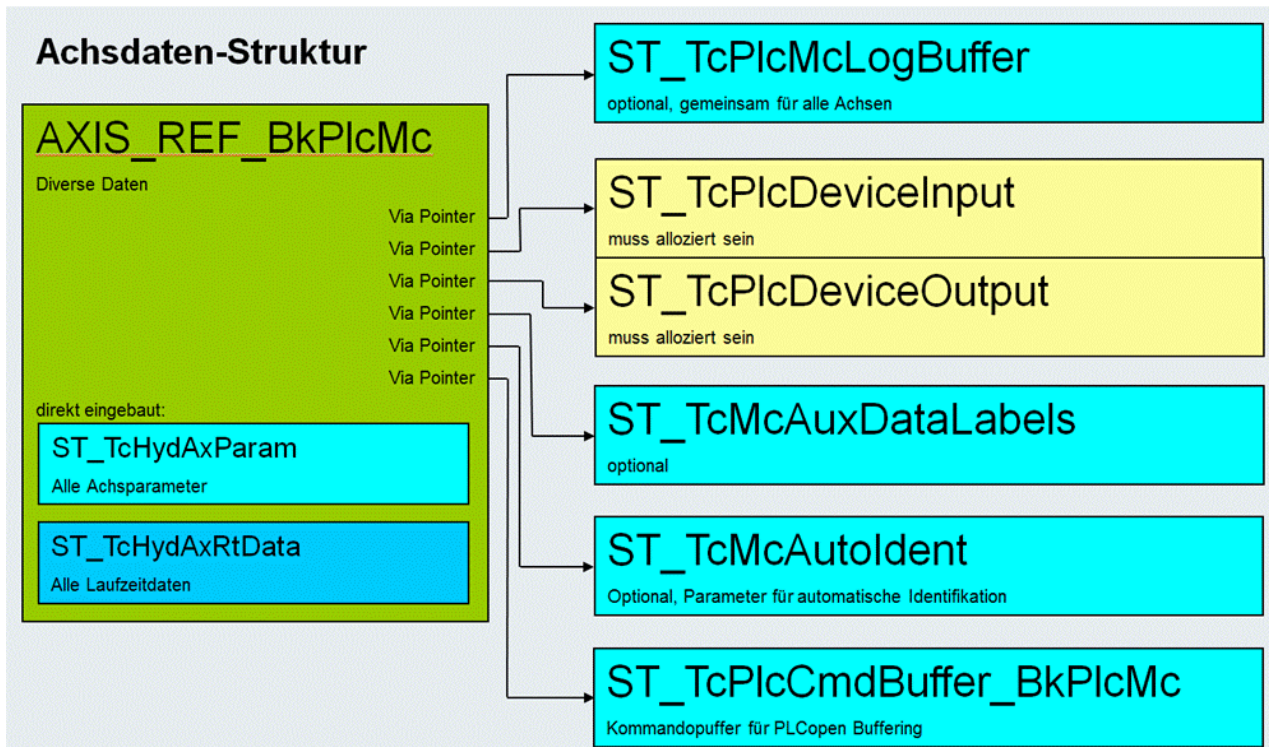 Achsdaten-Struktur
AXIS_REF_BkPlcMc
Diverse Daten
Via Pointer
Via Pointer
Via Pointer
Via Pointer
Via Pointer
Via Pointer
direkt eingebaut:
ST_TcHydAxParam
Alle Achsparameter
ST_TcHydAxRtData
Alle Laufzeitdaten
ST_TcPlcMcLogBuffer
optional, gemeinsam für alle Achsen
ST_TcPlcDeviceInput
muss alloziert sein
ST_TcPlcDeviceOutput
muss alloziert sein
ST_TcMcAuxDataLabels
optional
ST_TcMcAutoIdent
Optional, Parameter für automatische Identifikation
ST_TcPlcCmdBuffer_BkPlcMc
Kommandopuffer für PLCopen Buffering